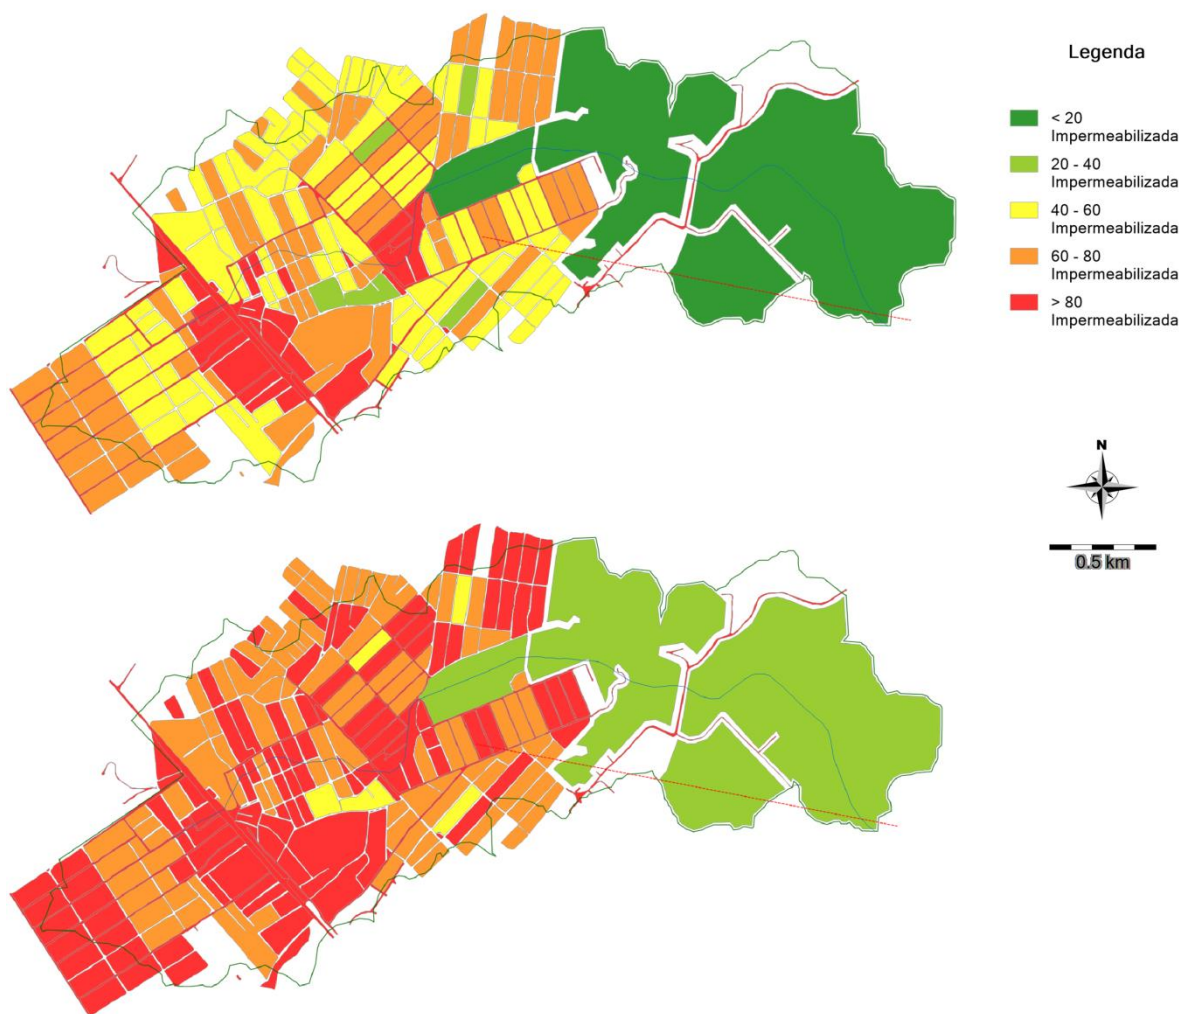 Legenda
< 20
Impermeabilizada
20 - 40
Impermeabilizada
40 - 60
Impermeabilizada
60 - 80
Impermeabilizada
> 80
Impermeabilizada
N
0.5 km